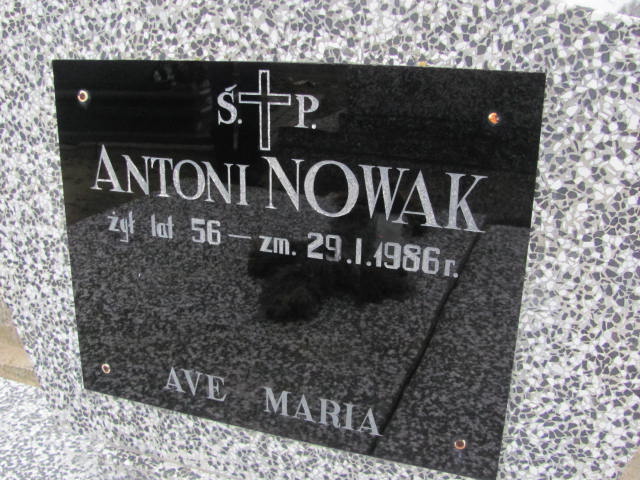 Ś. P.
ANTONI NOWAK
żył lat 56 — zm. 29.I.1986 r.
AVE MARIA